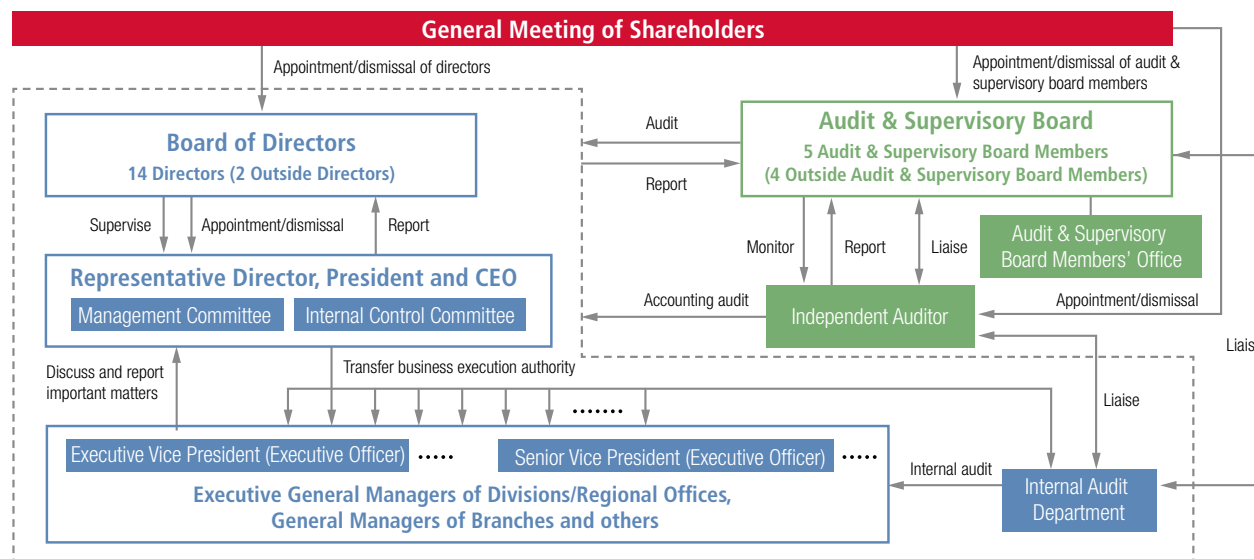 General Meeting of Shareholders
Appointment/dismissal of directors
Appointment/dismissal of audit &
supervisory board members
Board of Directors
14 Directors (2 Outside Directors)
Audit
Report
Audit & Supervisory Board
5 Audit & Supervisory Board Members
(4 Outside Audit & Supervisory Board Members)
Supervise
Appointment/dismissal
Report
Monitor
Report
Liaise
Audit & Supervisory
Board Members’ Office
Representative Director, President and CEO
Management Committee
Internal Control Committee
Accounting audit
Independent Auditor
Appointment/dismissal
Liais
Discuss and report
important matters
Transfer business execution authority
Liaise
.......
Executive Vice President (Executive Officer) .....
Senior Vice President (Executive Officer) .....
Executive General Managers of Divisions/Regional Offices,
General Managers of Branches and others
Internal audit
Internal Audit
Department